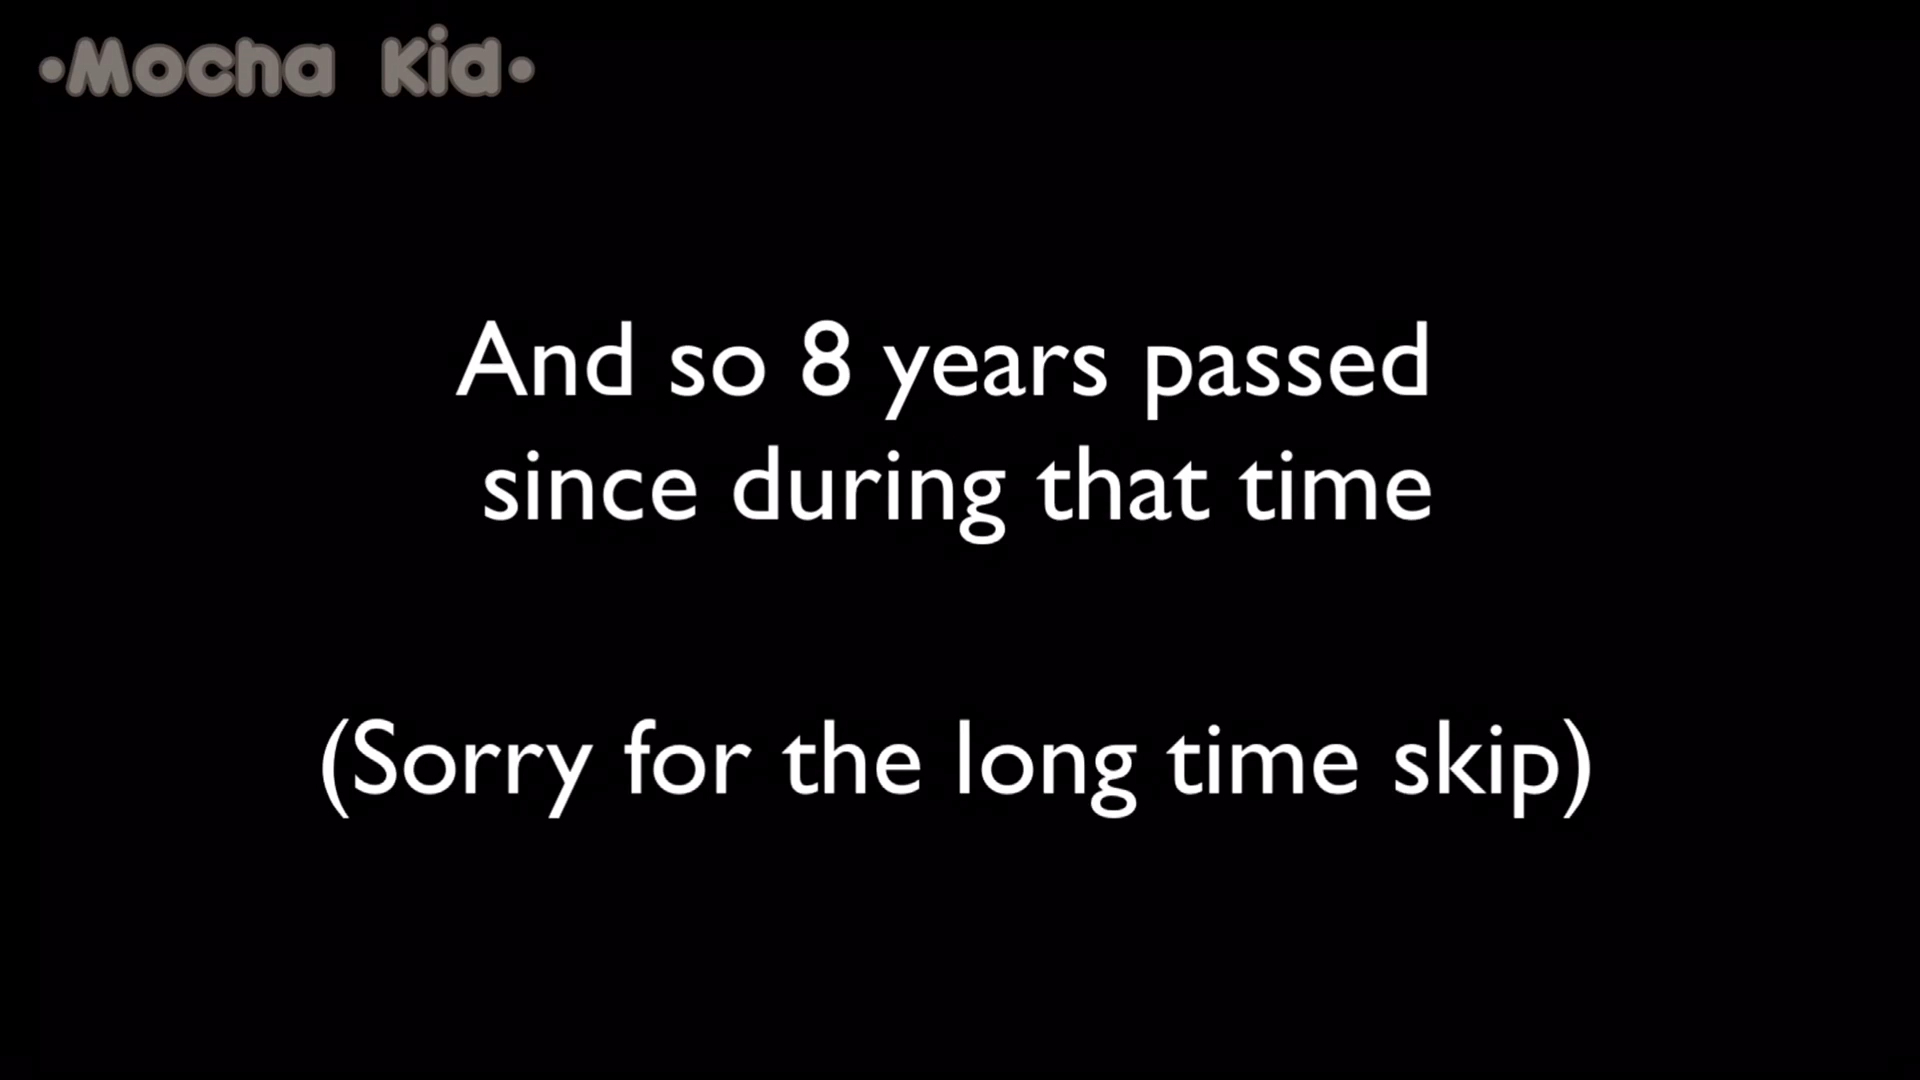 •Mocha Kid•
And so 8 years passed
since during that time
(Sorry for the long time skip)